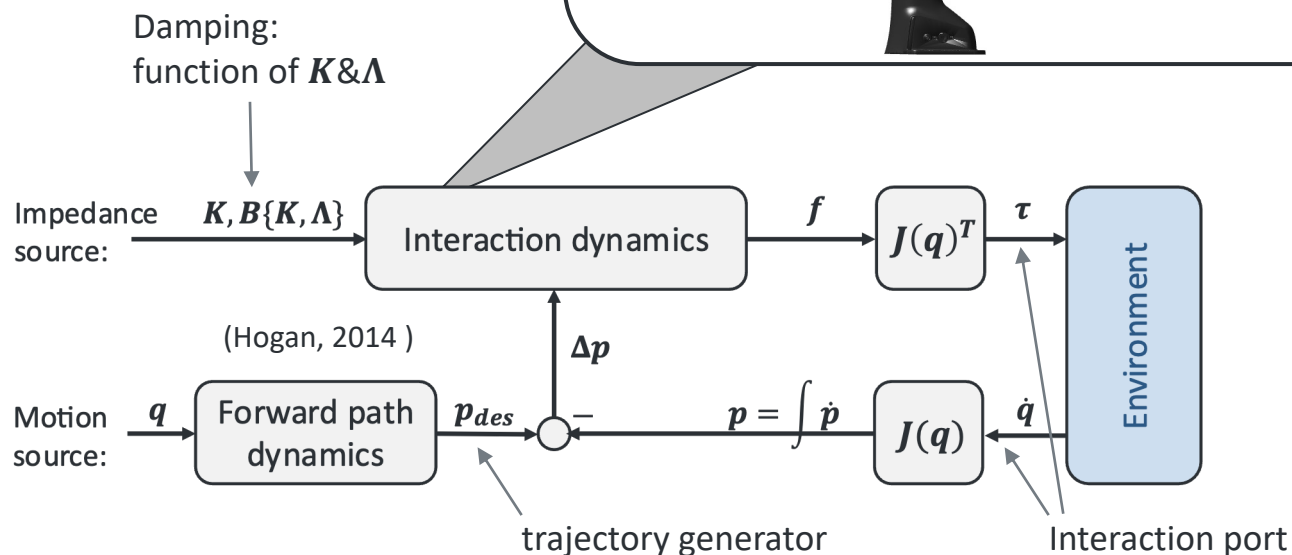 Damping:
function of K&Λ
Impedance
source:
K, B{K, Λ}
Interaction dynamics
f
J(q)ᵀ
τ
Environment
(Hogan, 2014 )
Δp
Motion
source:
q
Forward path
dynamics
p_des
−
p = ∫ ṗ
J(q)
q̇
trajectory generator
Interaction port